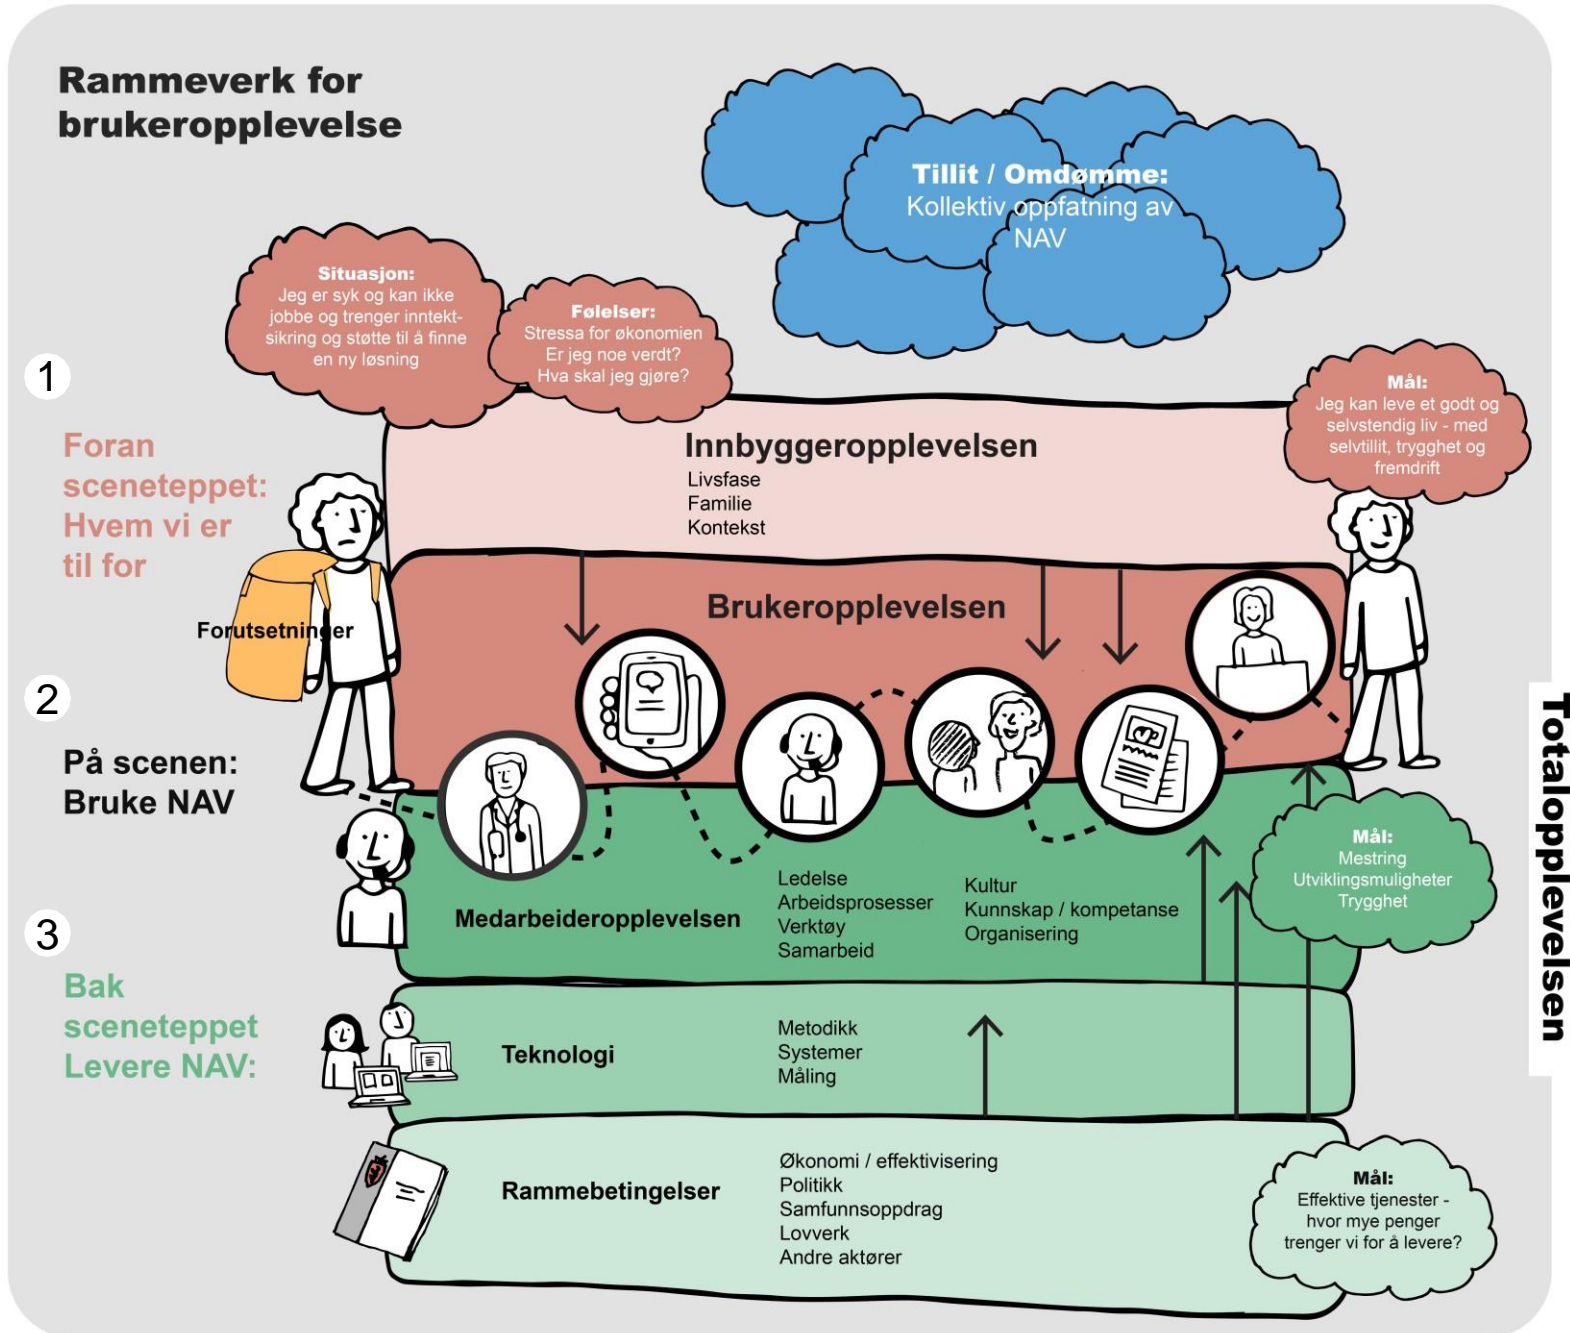 Rammeverk for
brukeropplevelse
Tillit / Omdømme:
Kollektiv oppfatning av
NAV
Situasjon:
Jeg er syk og kan ikke
jobbe og trenger inntekt-
sikring og støtte til å finne
en ny løsning
Følelser:
Stressa for økonomien
Er jeg noe verdt?
Hva skal jeg gjøre?
Mål:
Jeg kan leve et godt og
selvstendig liv - med
selvtillit, trygghet og
fremdrift
1
Foran
sceneteppet:
Hvem vi er
til for
Innbyggeropplevelsen
Livsfase
Familie
Kontekst
Forutsetninger
Brukeropplevelsen
2
På scenen:
Bruke NAV
Totalopplevelsen
Medarbeideropplevelsen
Ledelse
Arbeidsprosesser
Verktøy
Samarbeid
Kultur
Kunnskap / kompetanse
Organisering
Mål:
Mestring
Utviklingsmuligheter
Trygghet
3
Bak
sceneteppet
Levere NAV:
Teknologi
Metodikk
Systemer
Måling
Rammebetingelser
Økonomi / effektivisering
Politikk
Samfunnsoppdrag
Lovverk
Andre aktører
Mål:
Effektive tjenester -
hvor mye penger
trenger vi for å levere?